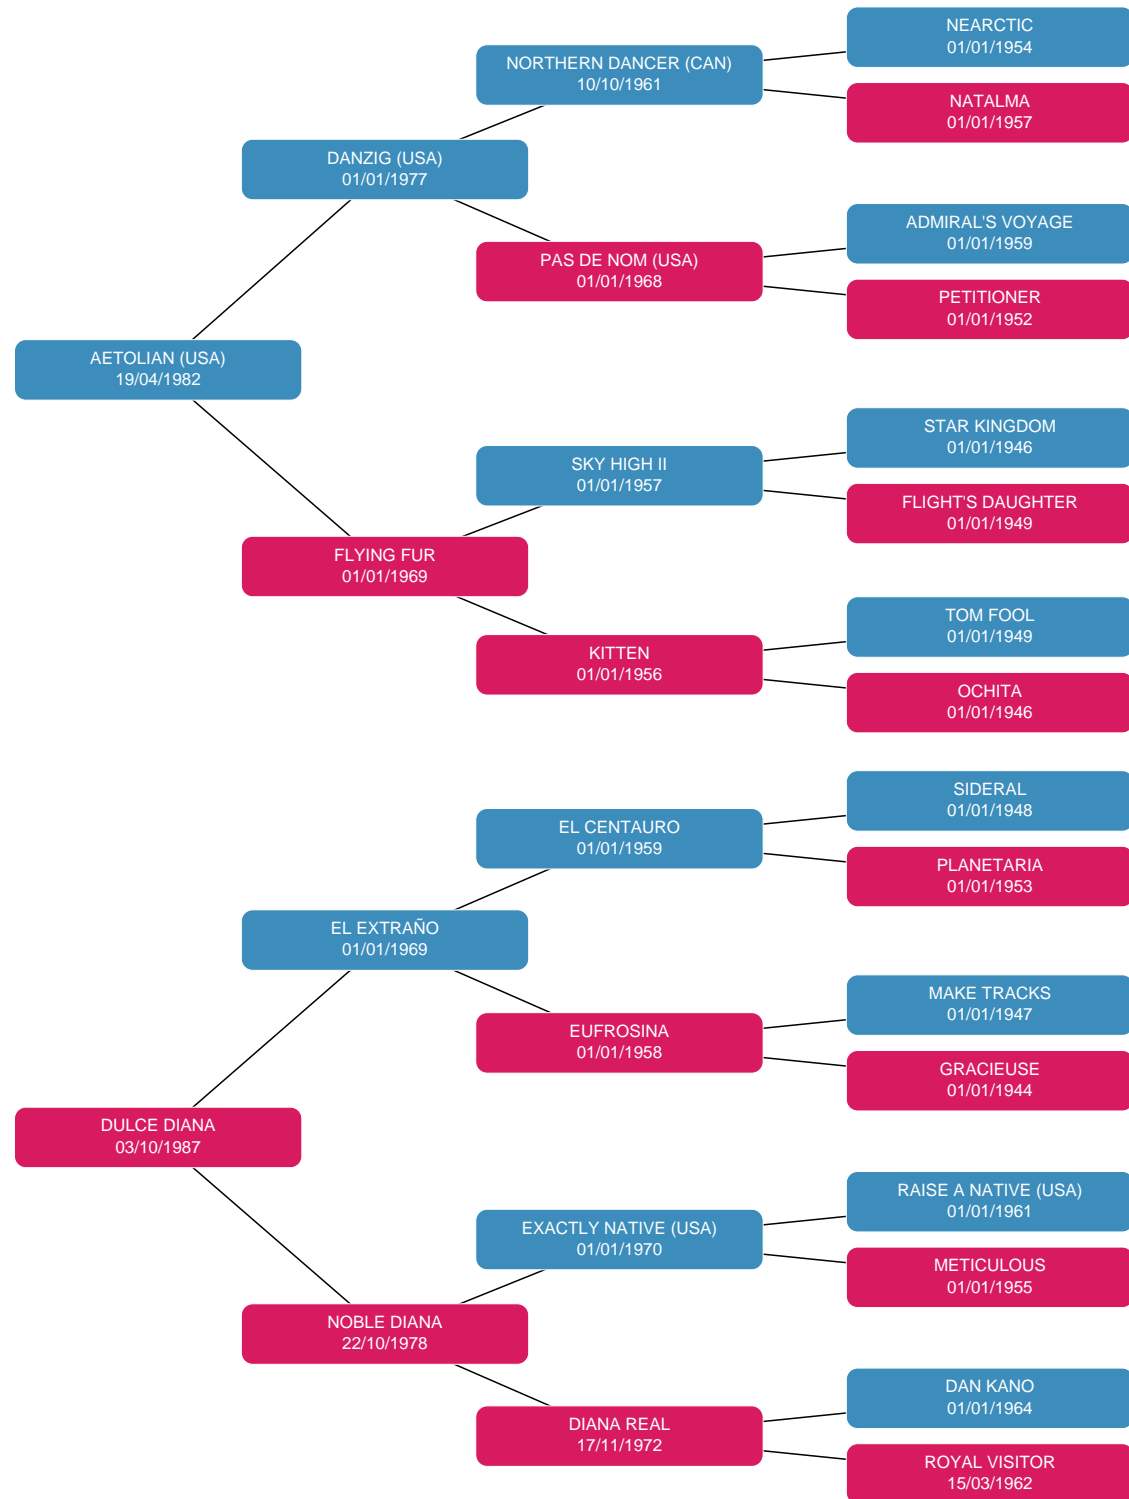 NEARCTIC
01/01/1954
NORTHERN DANCER (CAN)
10/10/1961
NATALMA
01/01/1957
DANZIG (USA)
01/01/1977
ADMIRAL'S VOYAGE
01/01/1959
PAS DE NOM (USA)
01/01/1968
PETITIONER
01/01/1952
AETOLIAN (USA)
19/04/1982
STAR KINGDOM
01/01/1946
SKY HIGH II
01/01/1957
FLIGHT'S DAUGHTER
01/01/1949
FLYING FUR
01/01/1969
TOM FOOL
01/01/1949
KITTEN
01/01/1956
OCHITA
01/01/1946
SIDERAL
01/01/1948
EL CENTAURO
01/01/1959
PLANETARIA
01/01/1953
EL EXTRAÑO
01/01/1969
MAKE TRACKS
01/01/1947
EUFROSINA
01/01/1958
GRACIEUSE
01/01/1944
DULCE DIANA
03/10/1987
RAISE A NATIVE (USA)
01/01/1961
EXACTLY NATIVE (USA)
01/01/1970
METICULOUS
01/01/1955
NOBLE DIANA
22/10/1978
DAN KANO
01/01/1964
DIANA REAL
17/11/1972
ROYAL VISITOR
15/03/1962